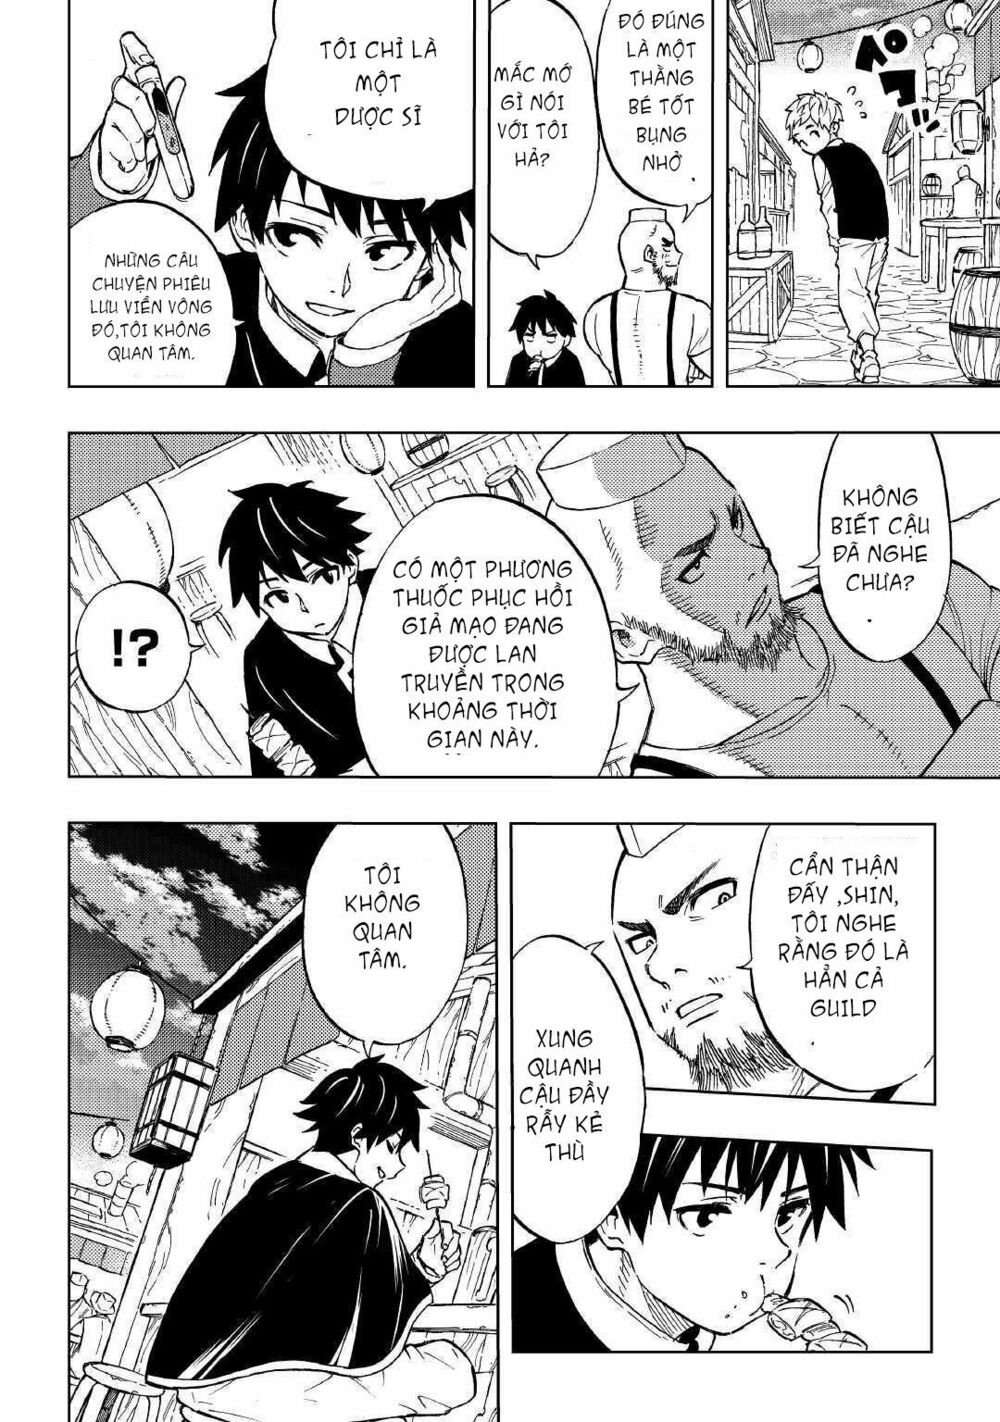 ペコ
ĐÓ ĐÚNG
LÀ MỘT
THẰNG
BÉ TỐT
BỤNG
NHỞ
MẮC MỚ
GÌ NÓI
VỚI TÔI
HẢ?
TÔI CHỈ LÀ
MỘT
DƯỢC SĨ
NHỮNG CÂU
CHUYỆN PHIÊU
LƯU VIỂN VÔNG
ĐÓ,TÔI KHÔNG
QUAN TÂM.
KHÔNG
BIẾT CẬU
ĐÃ NGHE
CHƯA?
CÓ MỘT PHƯƠNG
THUỐC PHỤC HỒI
GIẢ MẠO ĐANG
ĐƯỢC LAN
TRUYỀN TRONG
KHOẢNG THỜI
GIAN NÀY.
!?
CẨN THẬN
ĐẤY ,SHIN,
TÔI NGHE
RẰNG ĐÓ LÀ
HẲN CẢ
GUILD
XUNG
QUANH
CẬU ĐẦY
RẪY KẺ
THÙ
TÔI
KHÔNG
QUAN
TÂM.